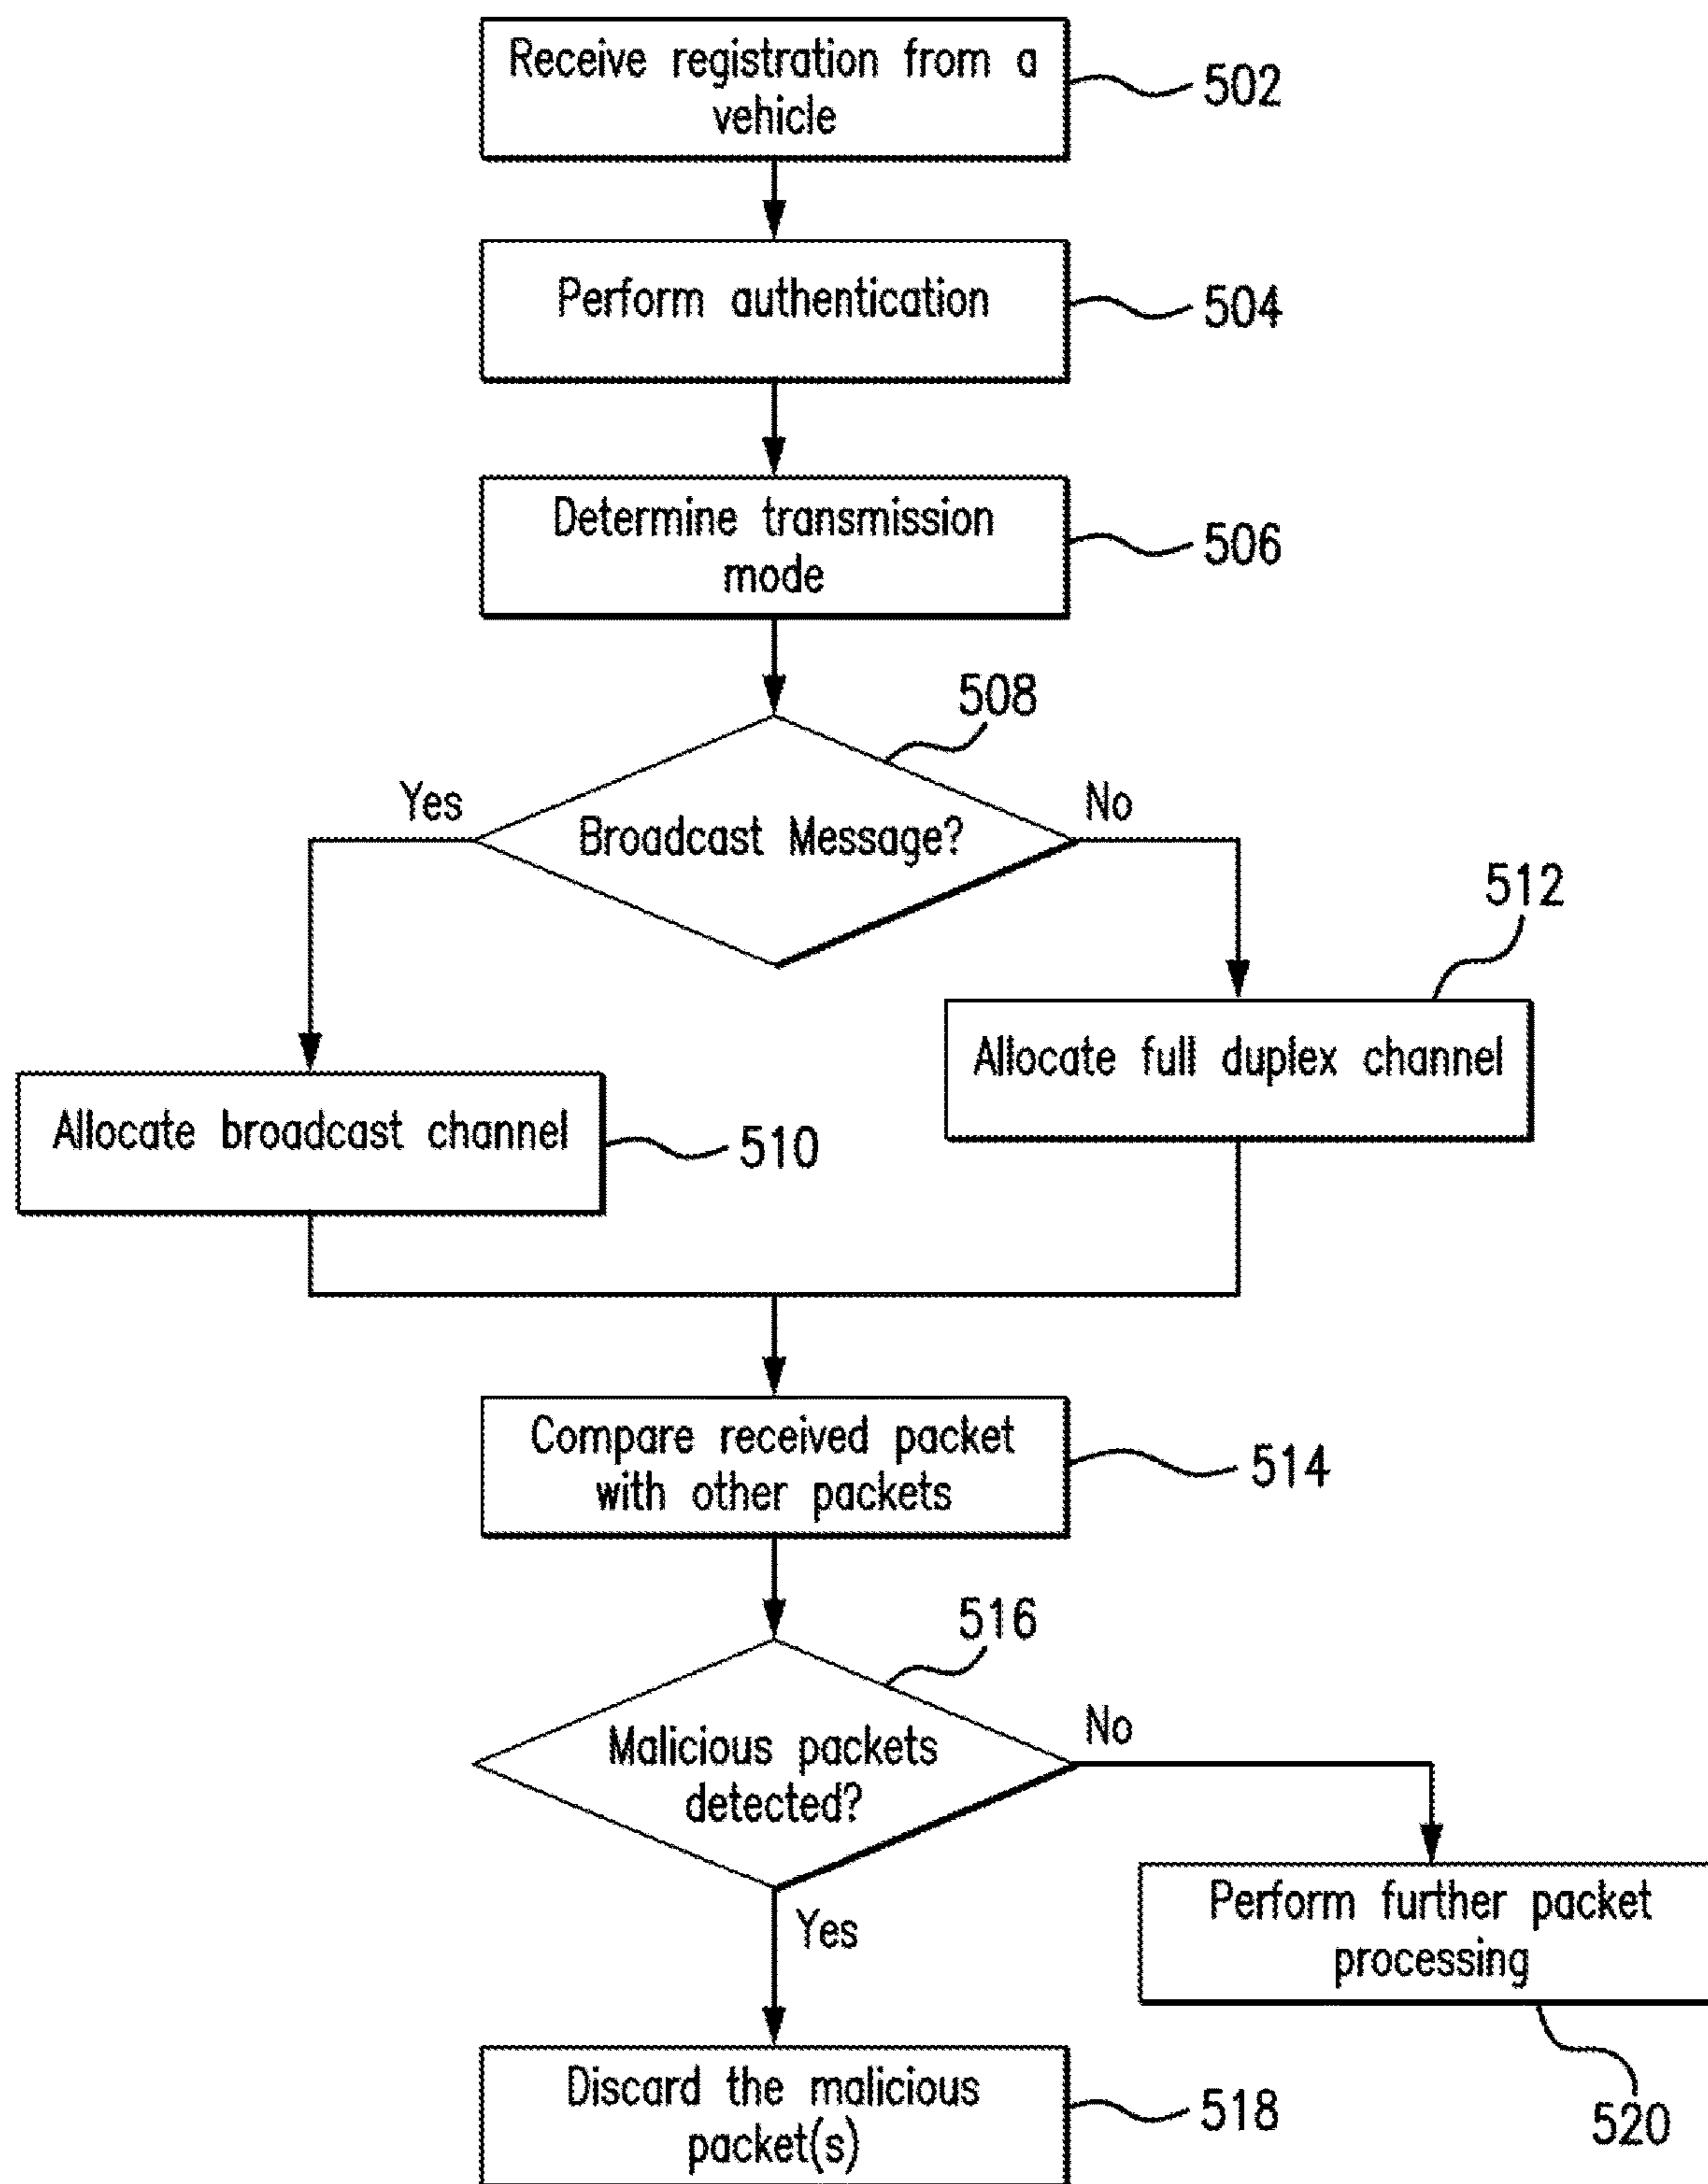 Receive registration from a
vehicle
502
Perform authentication
504
Determine transmission
mode
506
508
Broadcast Message?
Yes
No
512
Allocate full duplex channel
Allocate broadcast channel
510
Compare received packet
with other packets
514
516
Malicious packets
detected?
No
Yes
Perform further packet
processing
520
Discard the malicious
packet(s)
518